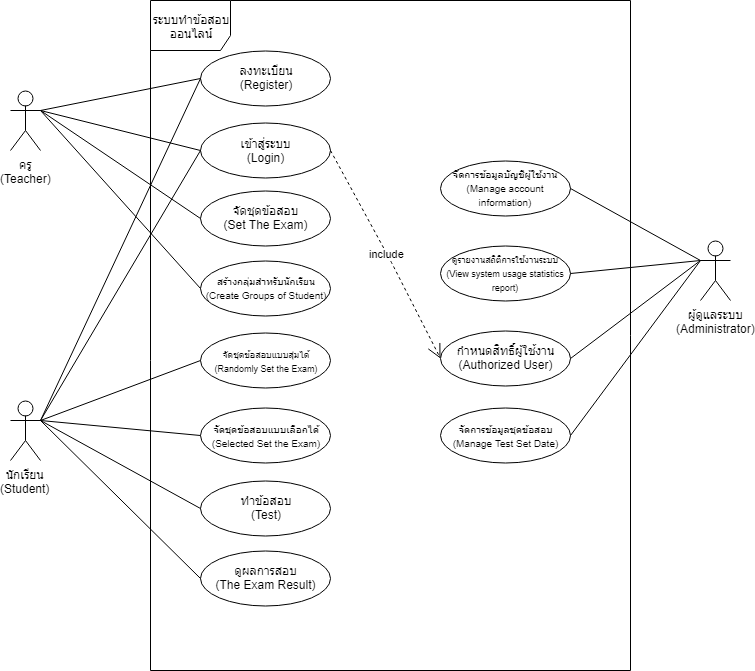 ระบบทำข้อสอบ
ออนไลน์
ลงทะเบียน
(Register)
ครู
(Teacher)
เข้าสู่ระบบ
(Login)
จัดชุดข้อสอบ
(Set The Exam)
สร้างกลุ่มสำหรับนักเรียน
(Create Groups of Student)
จัดชุดข้อสอบแบบสุ่มได้
(Randomly Set the Exam)
นักเรียน
(Student)
จัดชุดข้อสอบแบบเลือกได้
(Selected Set the Exam)
ทำข้อสอบ
(Test)
ดูผลการสอบ
(The Exam Result)
include
จัดการข้อมูลบัญชีผู้ใช้งาน
(Manage account
information)
ดูรายงานสถิติการใช้งานระบบ
(View system usage statistics
report)
กำหนดสิทธิ์ผู้ใช้งาน
(Authorized User)
จัดการข้อมูลชุดข้อสอบ
(Manage Test Set Date)
ผู้ดูแลระบบ
(Administrator)